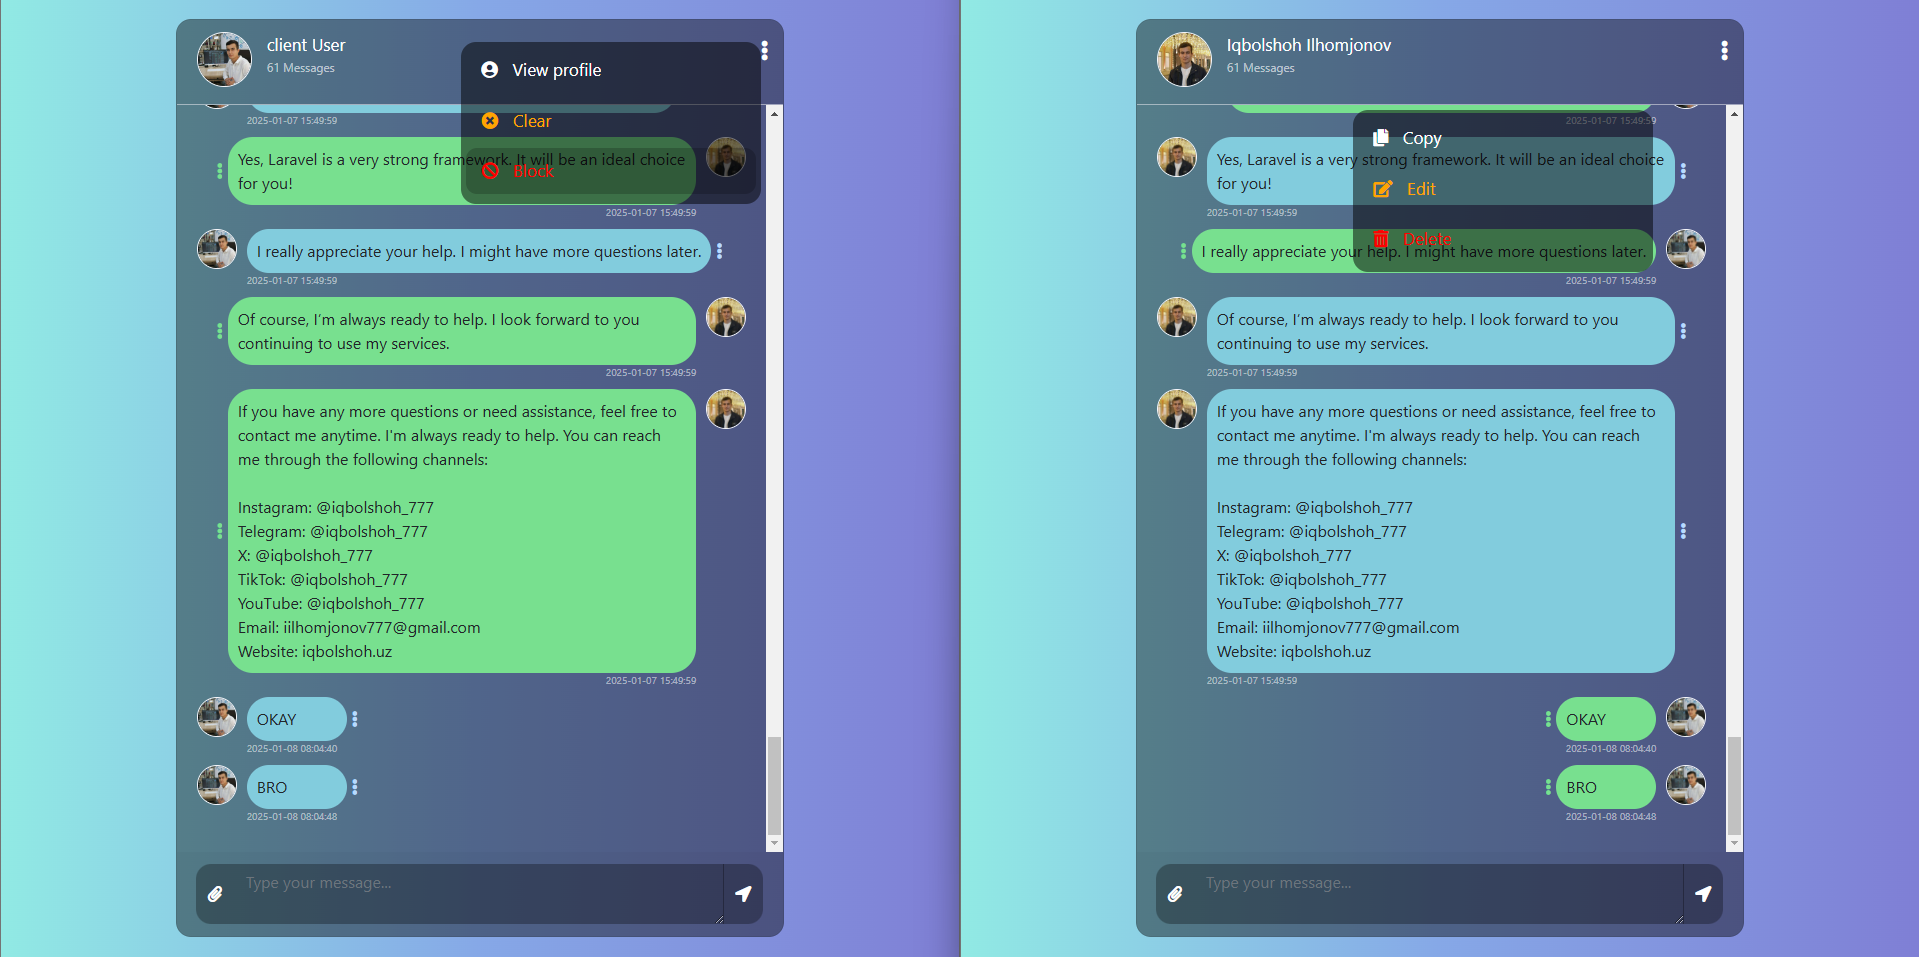 client User
61 Messages
View profile
Clear
Block
2025-01-07 15:49:59
Yes, Laravel is a very strong framework. It will be an ideal choice
for you!
2025-01-07 15:49:59
I really appreciate your help. I might have more questions later.
2025-01-07 15:49:59
Of course, I'm always ready to help. I look forward to you
continuing to use my services.
2025-01-07 15:49:59
If you have any more questions or need assistance, feel free to
contact me anytime. I'm always ready to help. You can reach
me through the following channels:
Instagram: @iqbolshoh_777
Telegram: @iqbolshoh_777
X: @iqbolshoh_777
TikTok: @iqbolshoh_777
YouTube: @iqbolshoh_777
Email: iilhomjonov777@gmail.com
Website: iqbolshoh.uz
2025-01-07 15:49:59
OKAY
2025-01-08 08:04:40
BRO
2025-01-08 08:04:48
Type your message...
Iqbolshoh Ilhomjonov
61 Messages
2025-01-07 15:49:59
Copy
Edit
Delete
Yes, Laravel is a very strong framework. It will be an ideal choice
for you!
2025-01-07 15:49:59
I really appreciate your help. I might have more questions later.
2025-01-07 15:49:59
Of course, I'm always ready to help. I look forward to you
continuing to use my services.
2025-01-07 15:49:59
If you have any more questions or need assistance, feel free to
contact me anytime. I'm always ready to help. You can reach
me through the following channels:
Instagram: @iqbolshoh_777
Telegram: @iqbolshoh_777
X: @iqbolshoh_777
TikTok: @iqbolshoh_777
YouTube: @iqbolshoh_777
Email: iilhomjonov777@gmail.com
Website: iqbolshoh.uz
2025-01-07 15:49:59
OKAY
2025-01-08 08:04:40
BRO
2025-01-08 08:04:48
Type your message...